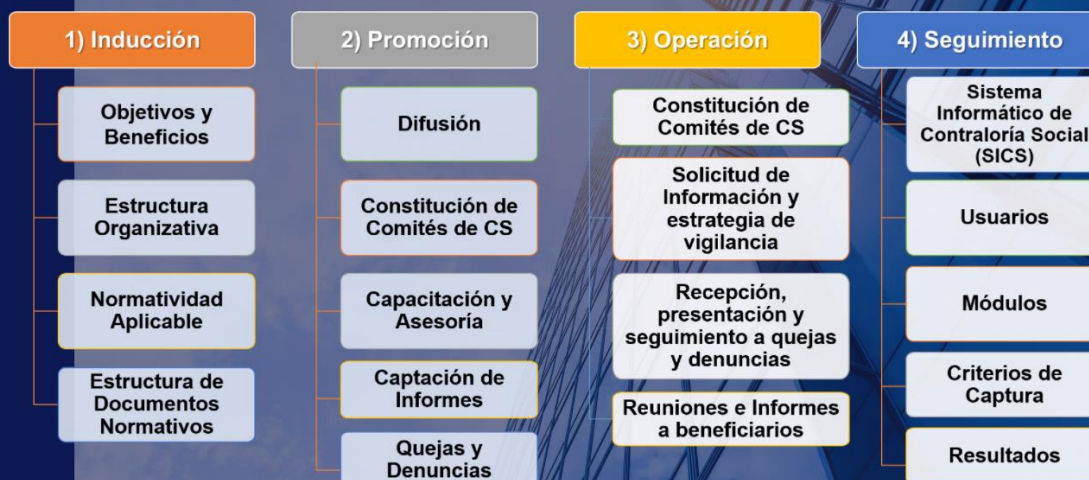 1) Inducción
Objetivos y
Beneficios
Estructura
Organizativa
Normatividad
Aplicable
Estructura de
Documentos
Normativos
2) Promoción
Difusión
Constitución de
Comités de CS
Capacitación y
Asesoría
Captación de
Informes
Quejas y
Denuncias
3) Operación
Constitución de
Comités de CS
Solicitud de
Información y
estrategia de
vigilancia
Recepción,
presentación y
seguimiento a quejas
y denuncias
Reuniones e Informes
a beneficiarios
4) Seguimiento
Sistema
Informático de
Contraloría Social
(SICS)
Usuarios
Módulos
Criterios de
Captura
Resultados